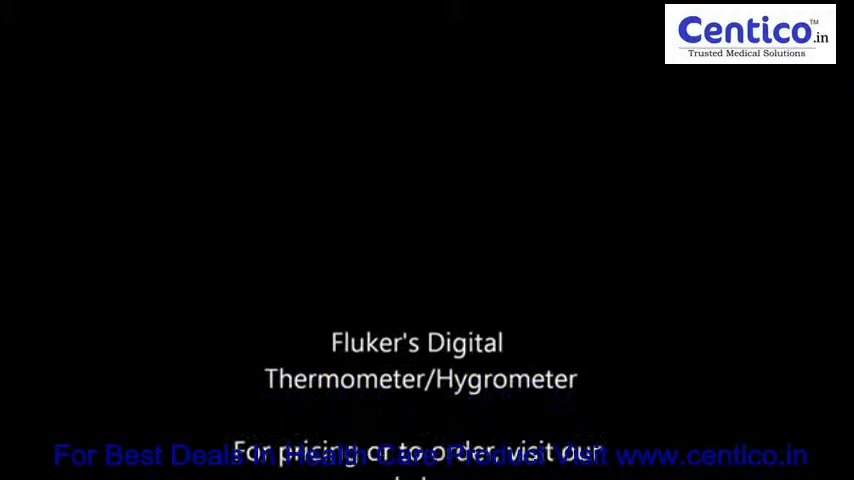 Centico™.in
Trusted Medical Solutions
Fluker's Digital
Thermometer/Hygrometer
For pricing or to order, visit our
For Best Deals In Health Care Product Visit www.centico.in